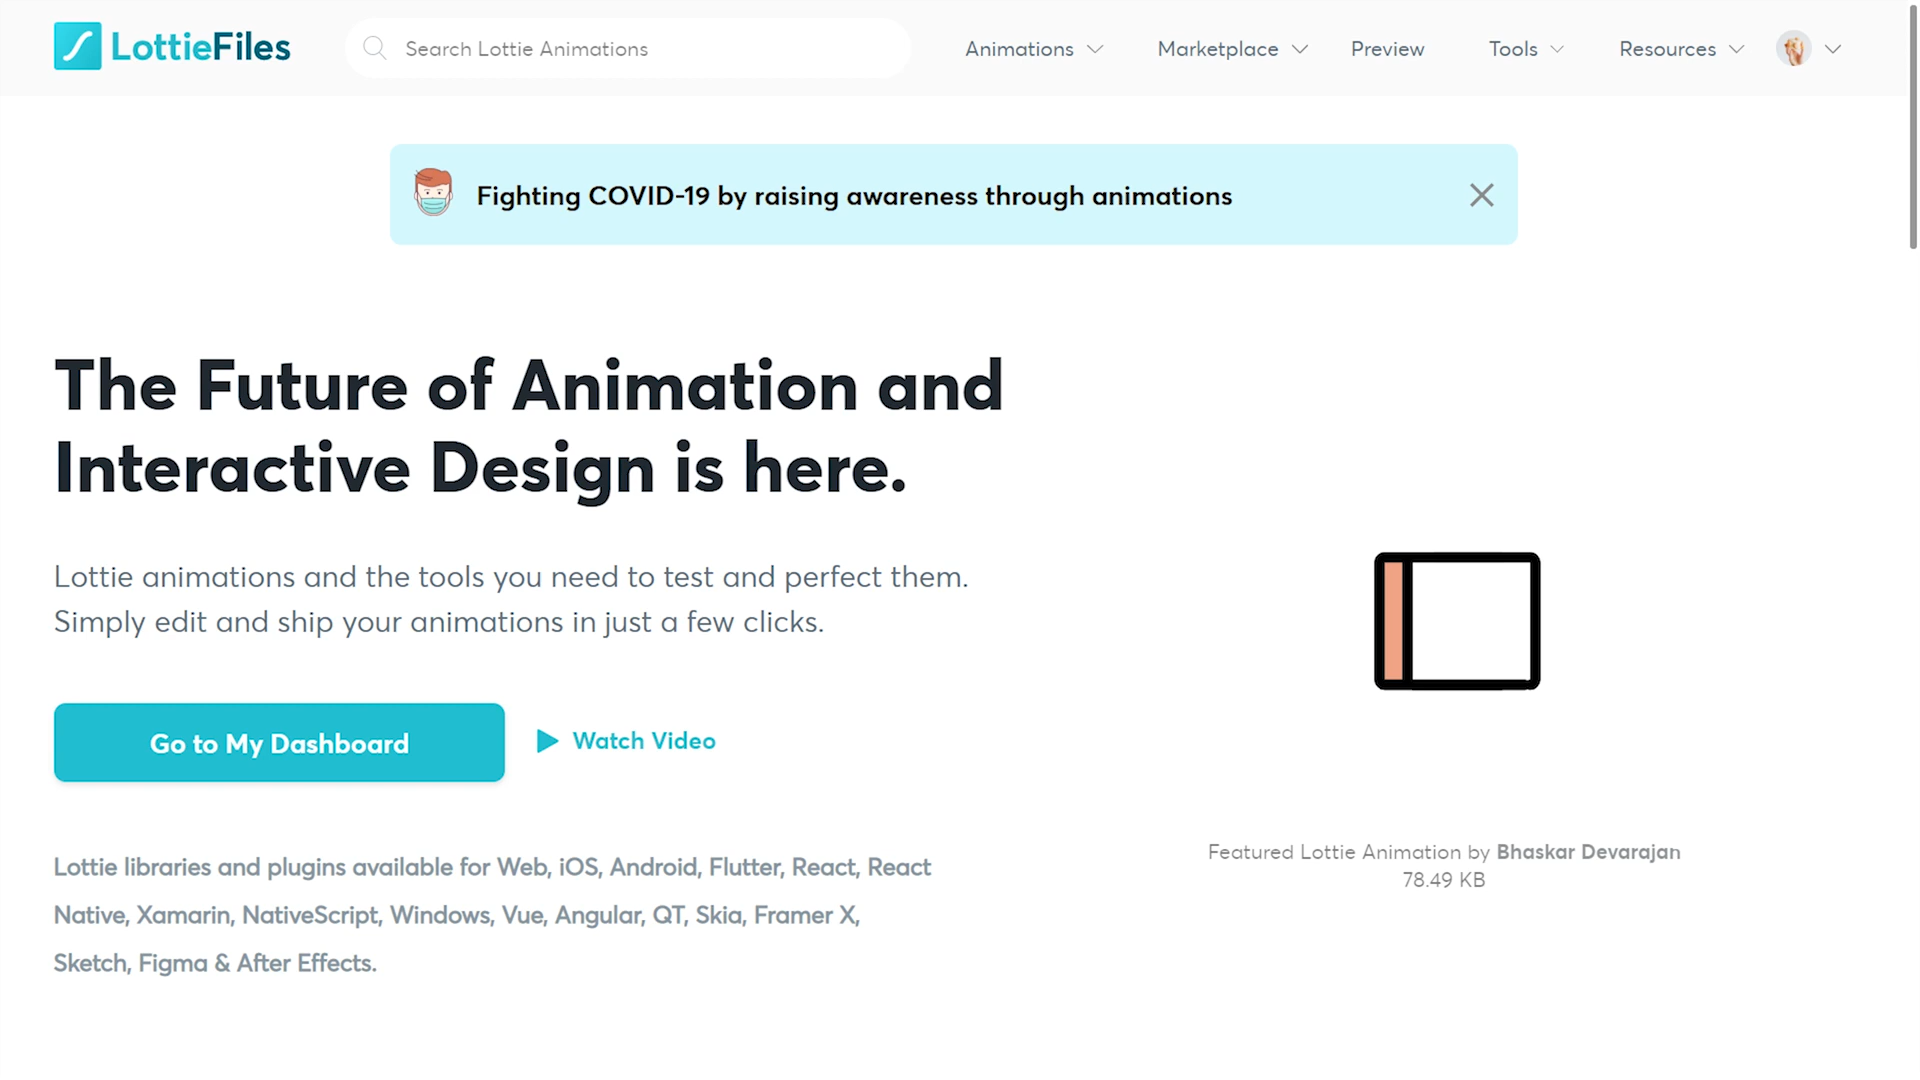 LottieFiles
Search Lottie Animations
Animations
Marketplace
Preview
Tools
Resources
Fighting COVID-19 by raising awareness through animations
The Future of Animation and
Interactive Design is here.
Lottie animations and the tools you need to test and perfect them.
Simply edit and ship your animations in just a few clicks.
Go to My Dashboard
Watch Video
Lottie libraries and plugins available for Web, iOS, Android, Flutter, React, React
Native, Xamarin, NativeScript, Windows, Vue, Angular, QT, Skia, Framer X,
Sketch, Figma & After Effects.
Featured Lottie Animation by Bhaskar Devarajan
78.49 KB